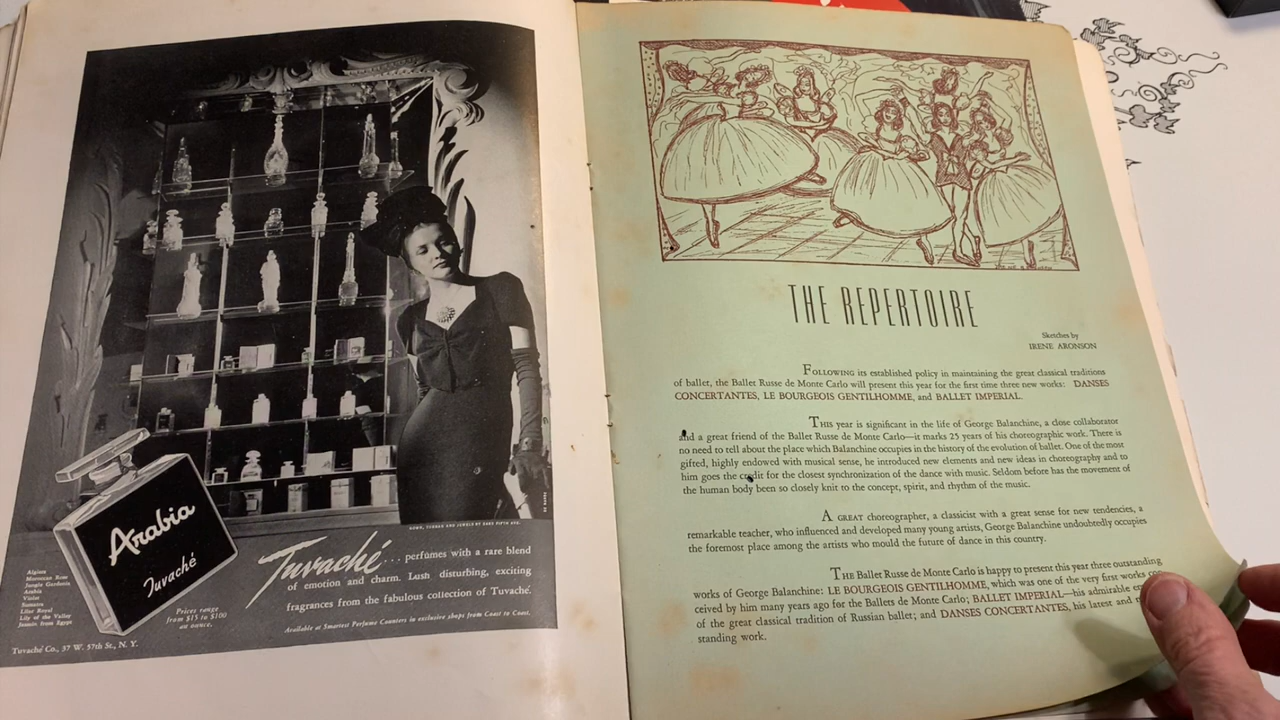 Arabia
Tuvaché
Algiers
Moroccan Rose
Jungle Gardenia
Arabia
Violet
Sumatra
Lilac Royal
Lily of the Valley
Jasmin from Egypt
Prices range
from $15 to $100
an ounce.
GOWN, TURBAN AND JEWELS BY SAKS FIFTH AVE.
Tuvaché ... perfumes with a rare blend
of emotion and charm. Lush, disturbing, exciting
fragrances from the fabulous collection of Tuvaché.
Available at Smartest Perfume Counters in exclusive shops from Coast to Coast.
Tuvaché Co., 37 W. 57th St., N. Y.
THE REPERTOIRE
Sketches by
IRENE ARONSON
FOLLOWING its established policy in maintaining the great classical traditions
of ballet, the Ballet Russe de Monte Carlo will present this year for the first time three new works: DANSES
CONCERTANTES, LE BOURGEOIS GENTILHOMME, and BALLET IMPERIAL.
THIS year is significant in the life of George Balanchine, a close collaborator
and a great friend of the Ballet Russe de Monte Carlo—it marks 25 years of his choreographic work. There is
no need to tell about the place which Balanchine occupies in the history of the evolution of ballet. One of the most
gifted, highly endowed with musical sense, he introduced new elements and new ideas in choreography and to
him goes the credit for the closest synchronization of the dance with music. Seldom before has the movement of
the human body been so closely knit to the concept, spirit, and rhythm of the music.
A GREAT choreographer, a classicist with a great sense for new tendencies, a
remarkable teacher, who influenced and developed many young artists, George Balanchine undoubtedly occupies
the foremost place among the artists who mould the future of dance in this country.
THE Ballet Russe de Monte Carlo is happy to present this year three outstanding
works of George Balanchine: LE BOURGEOIS GENTILHOMME, which was one of the very first works con
ceived by him many years ago for the Ballets de Monte Carlo; BALLET IMPERIAL—his admirable
of the great classical tradition of Russian ballet; and DANSES CONCERTANTES, his latest and
standing work.